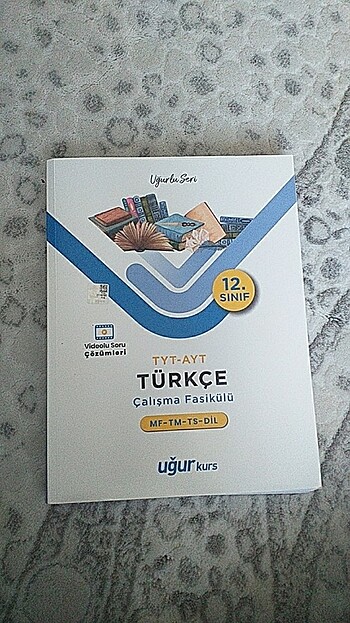 Uğurlu Seri
12.
SINIF
Videolu Soru
Çözümleri
TYT-AYT
TÜRKÇE
Çalışma Fasikülü
MF-TM-TS-DİL
uğur kurs